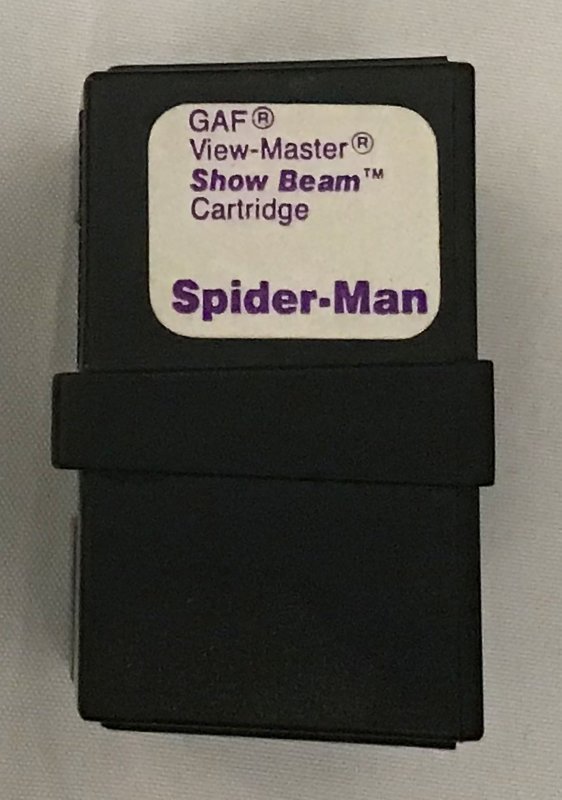 GAF®
View-Master®
Show Beam™
Cartridge
Spider-Man